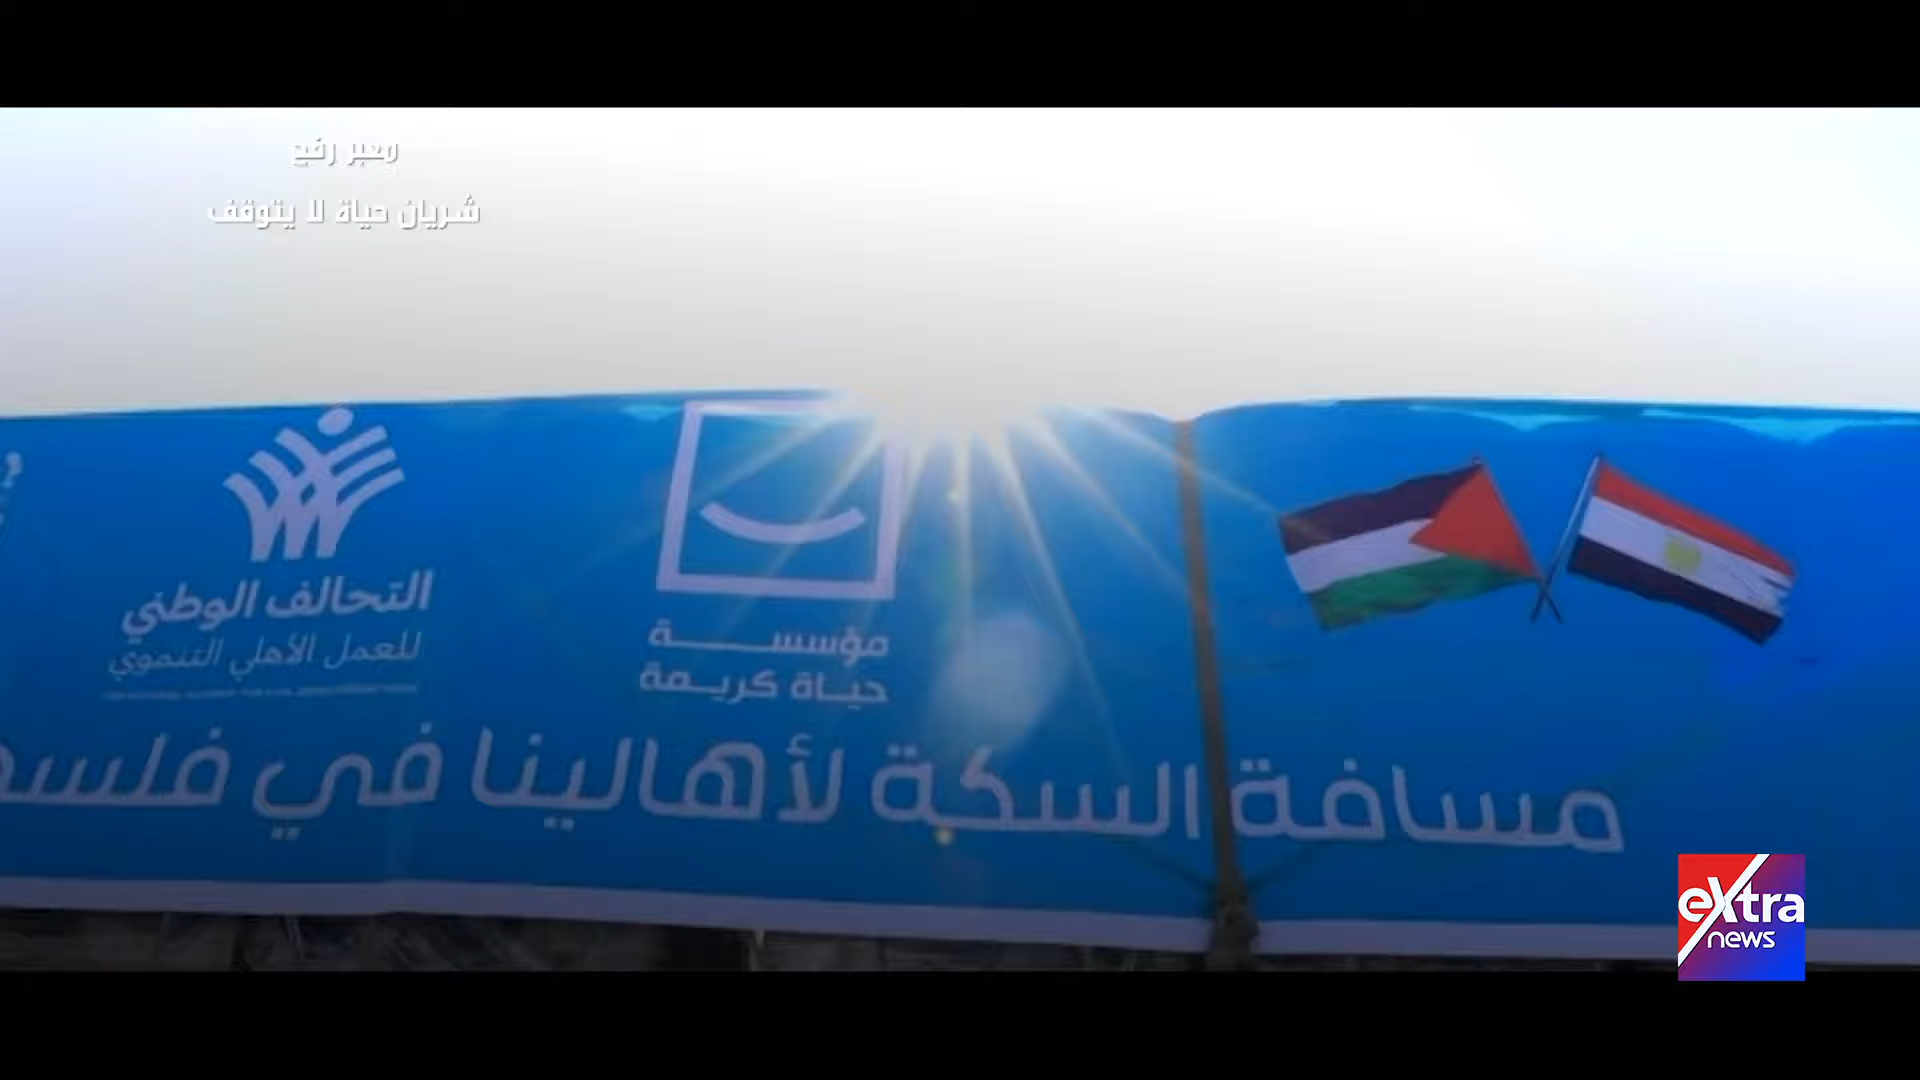 معبر رفح
شريان حياة لا يتوقف
التحالف الوطني
للعمل الأهلي التنموي
مؤسسة
حياة كريمة
مسافة السكة لأهالينا في
extra
news